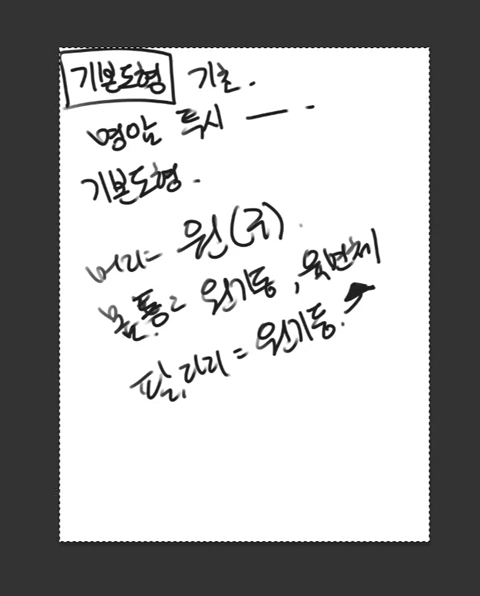 기본도형 기초.
명암 투시 ㅡ -
기본도형.
머리= 원(구).
몸통= 원기둥, 육면체
팔,다리 = 원기둥.